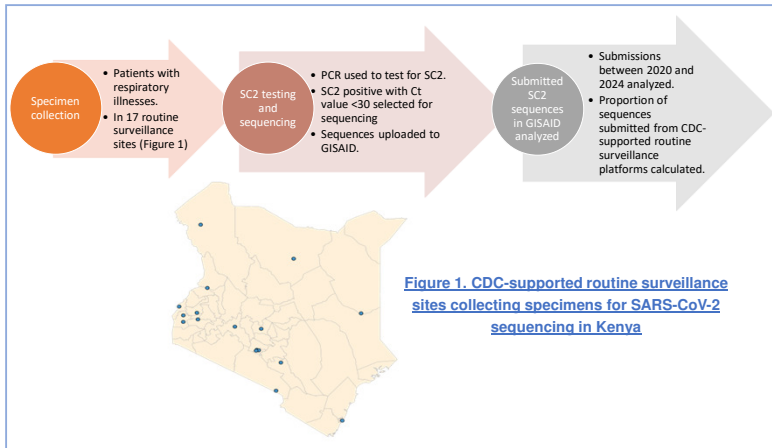 Specimen
collection
• Patients with
respiratory
illnesses.
• In 17 routine
surveillance
sites (Figure 1)
SC2 testing
and
sequencing
• PCR used to test for SC2.
• SC2 positive with Ct
value <30 selected for
sequencing
• Sequences uploaded to
GISAID.
Submitted
SC2
sequences
in GISAID
analyzed
• Submissions
between 2020 and
2024 analyzed.
• Proportion of
sequences
submitted from CDC-
supported routine
surveillance
platforms calculated.
Figure 1. CDC-supported routine surveillance
sites collecting specimens for SARS-CoV-2
sequencing in Kenya